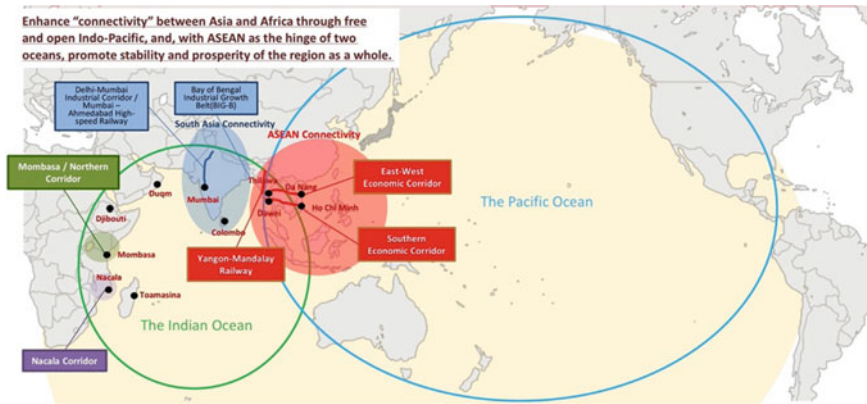 Enhance “connectivity” between Asia and Africa through free
and open Indo-Pacific, and, with ASEAN as the hinge of two
oceans, promote stability and prosperity of the region as a whole.
Delhi-Mumbai
Industrial Corridor /
Mumbai –
Ahmedabad High-
speed Railway
Bay of Bengal
Industrial Growth
Belt(BIG-B)
South Asia Connectivity
ASEAN Connectivity
Mombasa / Northern
Corridor
East-West
Economic Corridor
Thilawa
Da Nang
Duqm
Mumbai
The Pacific Ocean
Djibouti
Dawei
Ho Chi Minh
Colombo
Southern
Economic Corridor
Mombasa
Yangon-Mandalay
Railway
Nacala
Toamasina
The Indian Ocean
Nacala Corridor